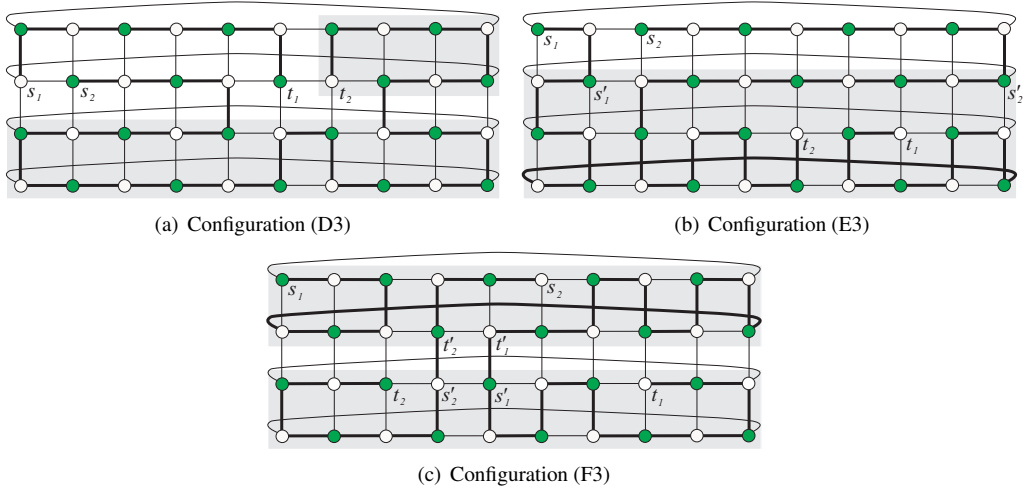 s₁ s₂ t₁ t₂
s₁ s₂
s′₁ s′₂
t₂ t₁
(a) Configuration (D3)
(b) Configuration (E3)
s₁ s₂
t′₂ t′₁
t₂ s′₂ s′₁ t₁
(c) Configuration (F3)